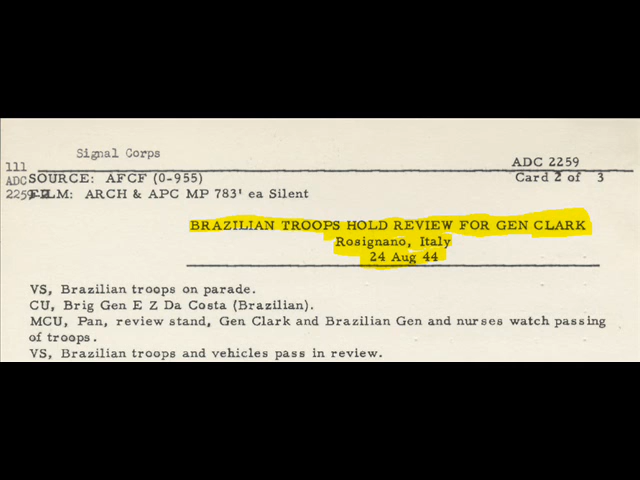 Signal Corps
111
ADC 2259
ADC SOURCE: AFCF (0-955)
Card 2 of 3
2259-2 FILM: ARCH & APC MP 783' ea Silent
BRAZILIAN TROOPS HOLD REVIEW FOR GEN CLARK
Rosignano, Italy
24 Aug 44
VS, Brazilian troops on parade.
CU, Brig Gen E Z Da Costa (Brazilian).
MCU, Pan, review stand, Gen Clark and Brazilian Gen and nurses watch passing
of troops.
VS, Brazilian troops and vehicles pass in review.